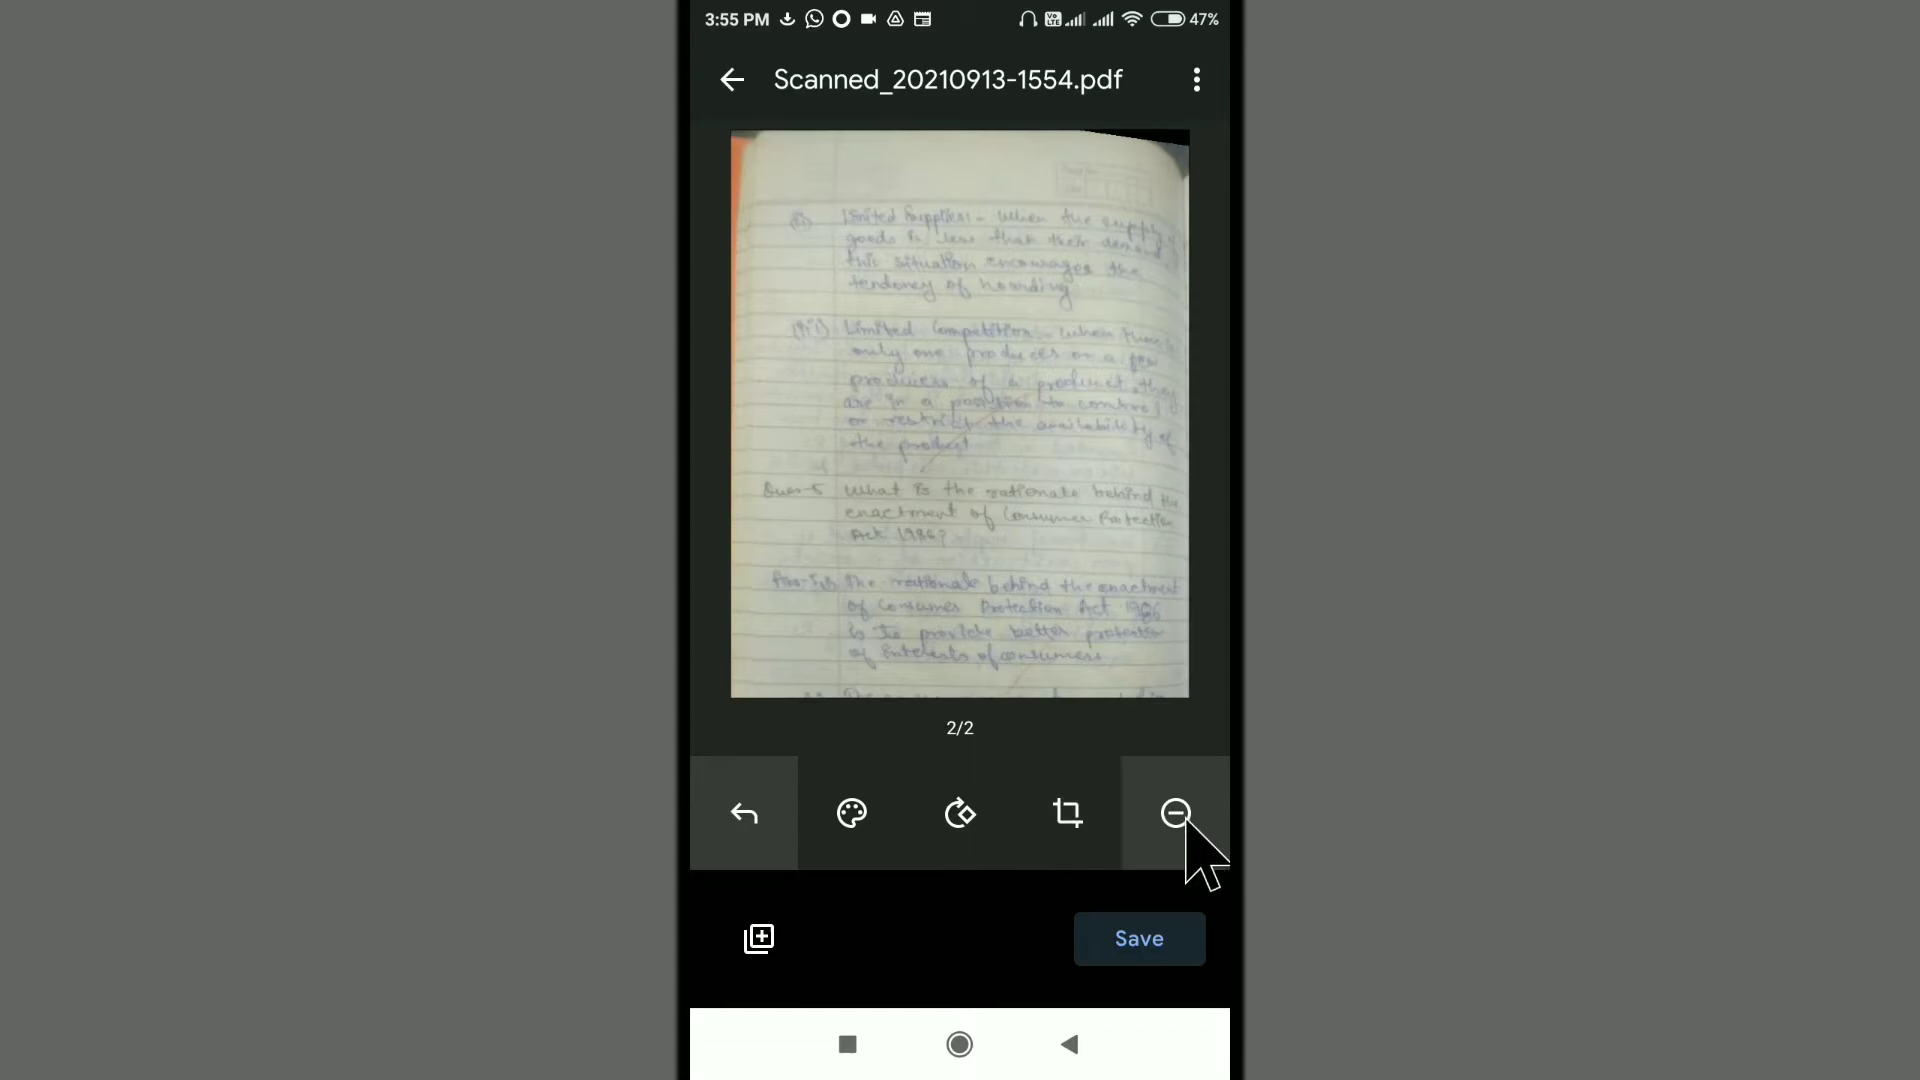 3:55 PM
47%
Scanned_20210913-1554.pdf
(ii) limited Supplies:- When the supply of
goods is less that their demand
this situation encourages the
tendency of hoarding
(iii) Limited Competition - When there is
only one producer or a few
producers of a product, they
are in a position to control
or restrict the availability of
the product
Ques-5 What is the rationale behind the
enactment of Consumer Protection
Act 1986?
Ans-5 The rationale behind the enactment
of Consumer Protection Act 1986
is to provide better protection
of interests of consumers
2/2
Save